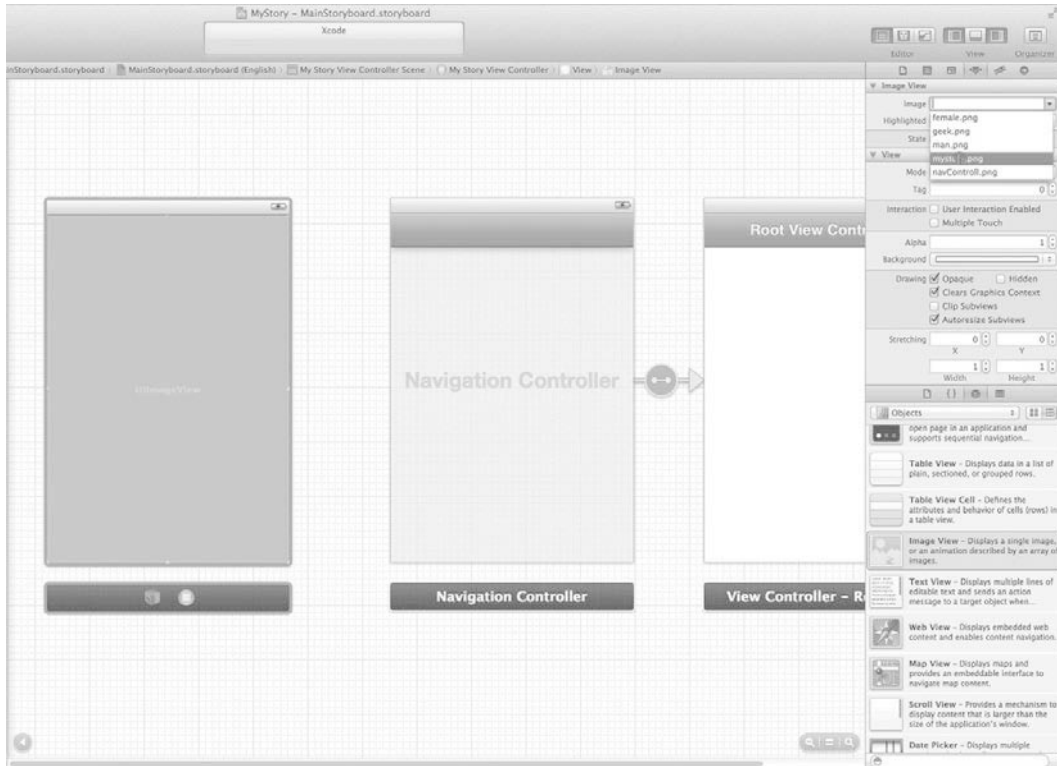 MyStory – MainStoryboard.storyboard
Xcode
Editor
View
Organizer
inStoryboard.storyboard
MainStoryboard.storyboard (English)
My Story View Controller Scene
My Story View Controller
View
Image View
Image View
Image
Highlighted
State
female.png
geek.png
man.png
navControll.png
View
Mode
Tag
0
Interaction
User Interaction Enabled
Multiple Touch
Alpha
1
Background
Drawing
Opaque
Hidden
Clears Graphics Context
Clip Subviews
Autoresize Subviews
Stretching
0
0
X
Y
1
1
Width
Height
UIImageView
Navigation Controller
Root View Contr
Navigation Controller
View Controller – R
Objects
open page in an application and
supports sequential navigation...
Table View – Displays data in a list of
plain, sectioned, or grouped rows.
Table View Cell – Defines the
attributes and behavior of cells (rows) in
a table view.
Image View – Displays a single image,
or an animation described by an array of
images.
Text View – Displays multiple lines of
editable text and sends an action
message to a target object when...
Web View – Displays embedded web
content and enables content navigation.
Map View – Displays maps and
provides an embeddable interface to
navigate map content.
Scroll View – Provides a mechanism to
display content that is larger than the
size of the application's window.
Date Picker – Displays multiple